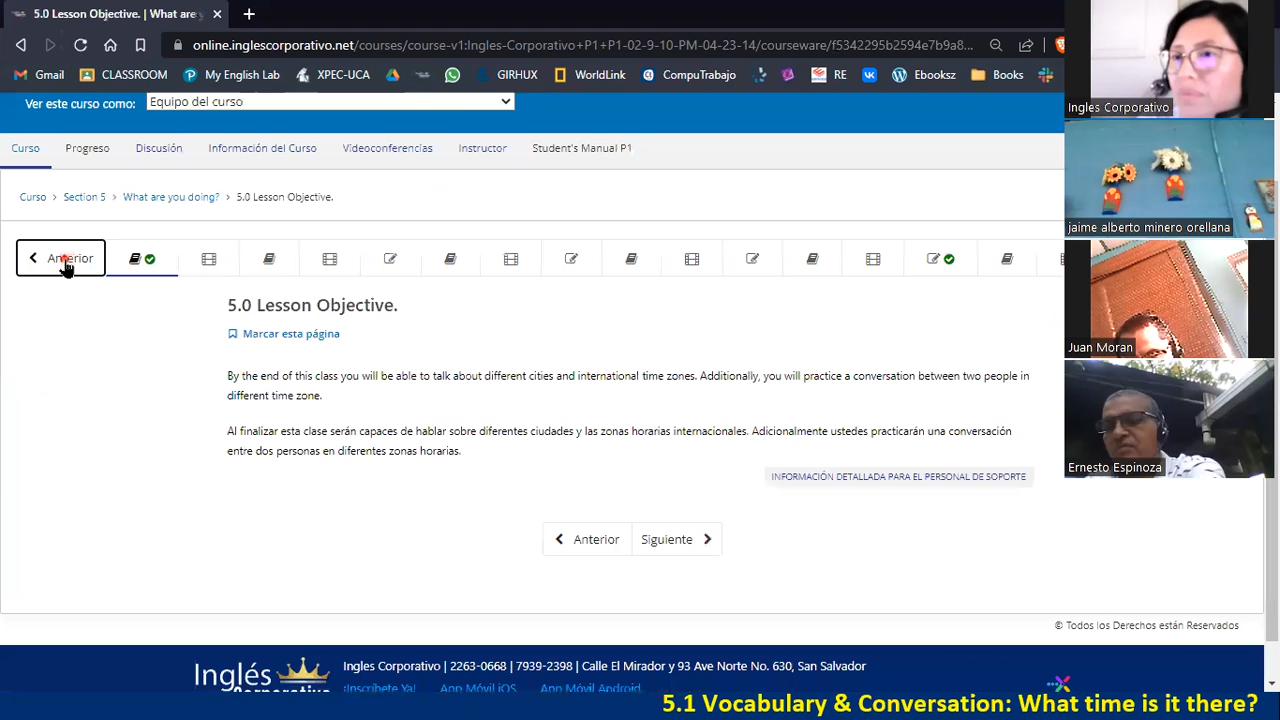 5.0 Lesson Objective. | What are y
online.inglescorporativo.net/courses/course-v1:Ingles-Corporativo+P1+P1-02-9-10-PM-04-23-14/courseware/f5342295b2594e7b9a8...
Gmail CLASSROOM My English Lab XPEC-UCA GIRHUX WorldLink CompuTrabajo RE Ebooksz Books
Ver este curso como: Equipo del curso
Ingles Corporativo
Curso Progreso Discusión Información del Curso Videoconferencias Instructor Student's Manual P1
Curso Section 5 What are you doing? 5.0 Lesson Objective.
jaime alberto minero orellana
Anterior
5.0 Lesson Objective.
Marcar esta página
Juan Moran
By the end of this class you will be able to talk about different cities and international time zones. Additionally, you will practice a conversation between two people in
different time zone.
Al finalizar esta clase serán capaces de hablar sobre diferentes ciudades y las zonas horarias internacionales. Adicionalmente ustedes practicarán una conversación
entre dos personas en diferentes zonas horarias.
Ernesto Espinoza
INFORMACIÓN DETALLADA PARA EL PERSONAL DE SOPORTE
Anterior Siguiente
© Todos los Derechos están Reservados
Inglés
Corporativo
Ingles Corporativo | 2263-0668 | 7939-2398 | Calle El Mirador y 93 Ave Norte No. 630, San Salvador
¡Inscríbete Ya! App Móvil iOS App Móvil Android
5.1 Vocabulary & Conversation: What time is it there?